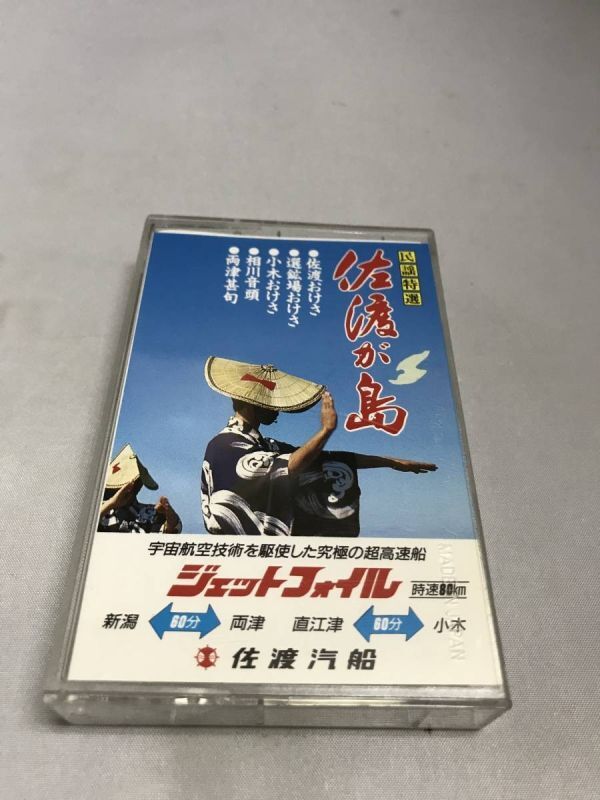 民謡特選
佐渡が島
●佐渡おけさ
●選鉱場おけさ
●小木おけさ
●相川音頭
●両津甚句
宇宙航空技術を駆使した究極の超高速船
ジェットフォイル 時速80km
新潟 60分 両津 直江津 60分 小木
佐渡汽船
MADE IN JAPAN